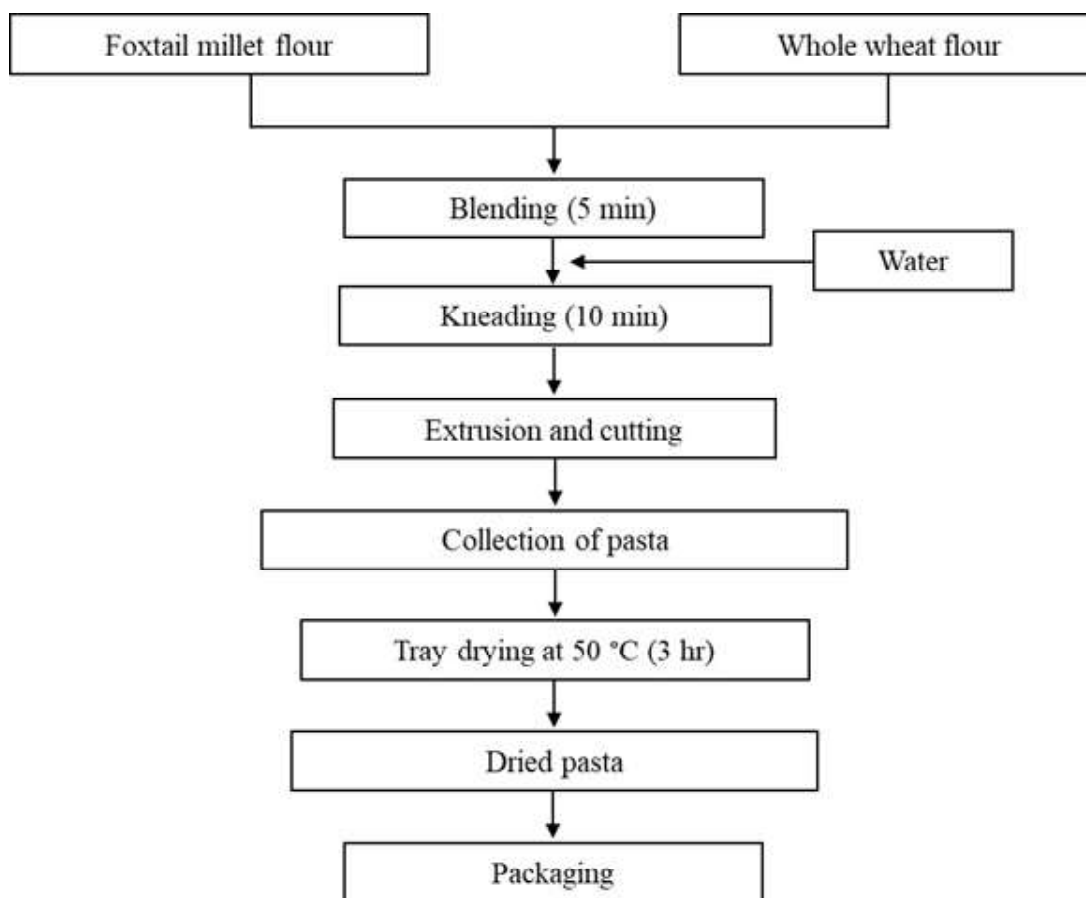 Foxtail millet flour
Whole wheat flour
Blending (5 min)
Water
Kneading (10 min)
Extrusion and cutting
Collection of pasta
Tray drying at 50 °C (3 hr)
Dried pasta
Packaging